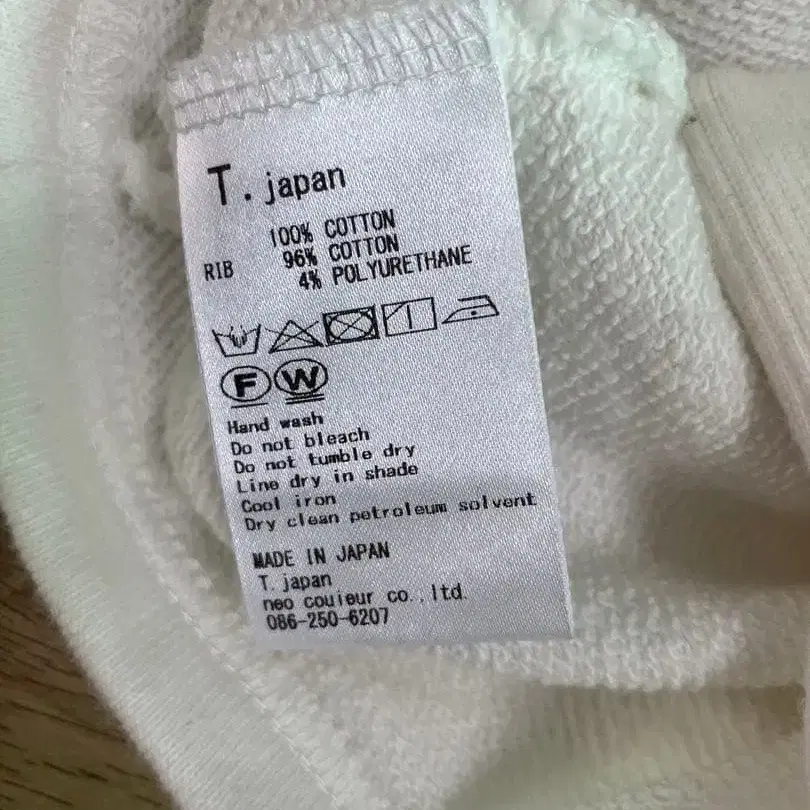 T.japan
100% COTTON
RIB 96% COTTON
4% POLYURETHANE
F W
Hand wash
Do not bleach
Do not tumble dry
Line dry in shade
Cool iron
Dry clean petroleum solvent
MADE IN JAPAN
T.japan
neo couleur co.,ltd.
086-250-6207